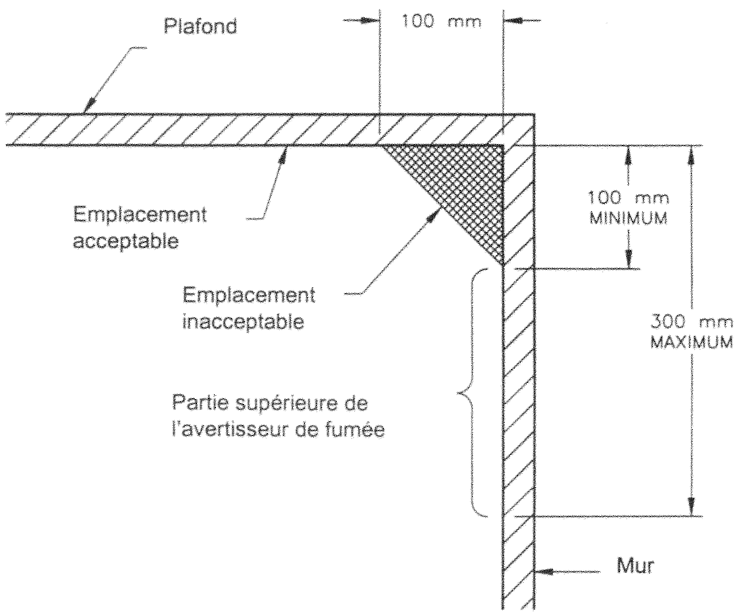 Plafond
100 mm
Emplacement
acceptable
100 mm
MINIMUM
Emplacement
inacceptable
300 mm
MAXIMUM
Partie supérieure de
l'avertisseur de fumée
Mur